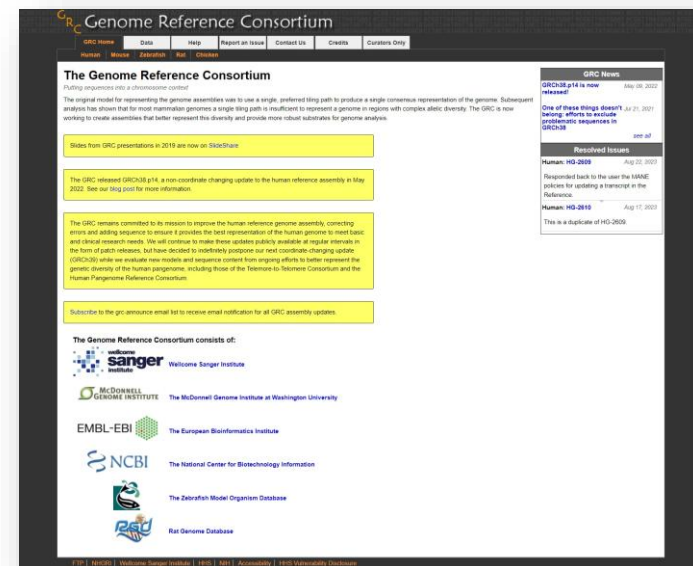 GRC Genome Reference Consortium
GRC Home Data Help Report an Issue Contact Us Credits Curators Only
Human Mouse Zebrafish Rat Chicken
The Genome Reference Consortium
Putting sequences into a chromosome context
The original model for representing the genome assemblies was to use a single, preferred tiling path to produce a single consensus representation of the genome. Subsequent
analysis has shown that for most mammalian genomes a single tiling path is insufficient to represent a genome in regions with complex allelic diversity. The GRC is now
working to create assemblies that better represent this diversity and provide more robust substrates for genome analysis.
Slides from GRC presentations in 2019 are now on SlideShare
The GRC released GRCh38.p14, a non-coordinate changing update to the human reference assembly in May
2022. See our blog post for more information.
The GRC remains committed to its mission to improve the human reference genome assembly, correcting
errors and adding sequence to ensure it provides the best representation of the human genome to meet basic
and clinical research needs. We will continue to make these updates publicly available at regular intervals in
the form of patch releases, but have decided to indefinitely postpone our next coordinate-changing update
(GRCh39) while we evaluate new models and sequence content from ongoing efforts to better represent the
genetic diversity of the human pangenome, including those of the Telomere-to-Telomere Consortium and the
Human Pangenome Reference Consortium.
Subscribe to the grc-announce email list to receive email notification for all GRC assembly updates.
The Genome Reference Consortium consists of:
wellcome
sanger
institute
Wellcome Sanger Institute
McDONNELL
GENOME INSTITUTE
The McDonnell Genome Institute at Washington University
EMBL-EBI
The European Bioinformatics Institute
NCBI
The National Center for Biotechnology Information
The Zebrafish Model Organism Database
RGD
Rat Genome Database
GRC News
GRCh38.p14 is now May 09, 2022
released!
One of these things doesn't Jul 21, 2021
belong: efforts to exclude
problematic sequences in
GRCh38
see all
Resolved Issues
Human: HG-2609 Aug 22, 2023
Responded back to the user the MANE
policies for updating a transcript in the
Reference.
Human: HG-2610 Aug 17, 2023
This is a duplicate of HG-2609.
FTP | NHGRI | Wellcome Sanger Institute | HHS | NIH | Accessibility | HHS Vulnerability Disclosure